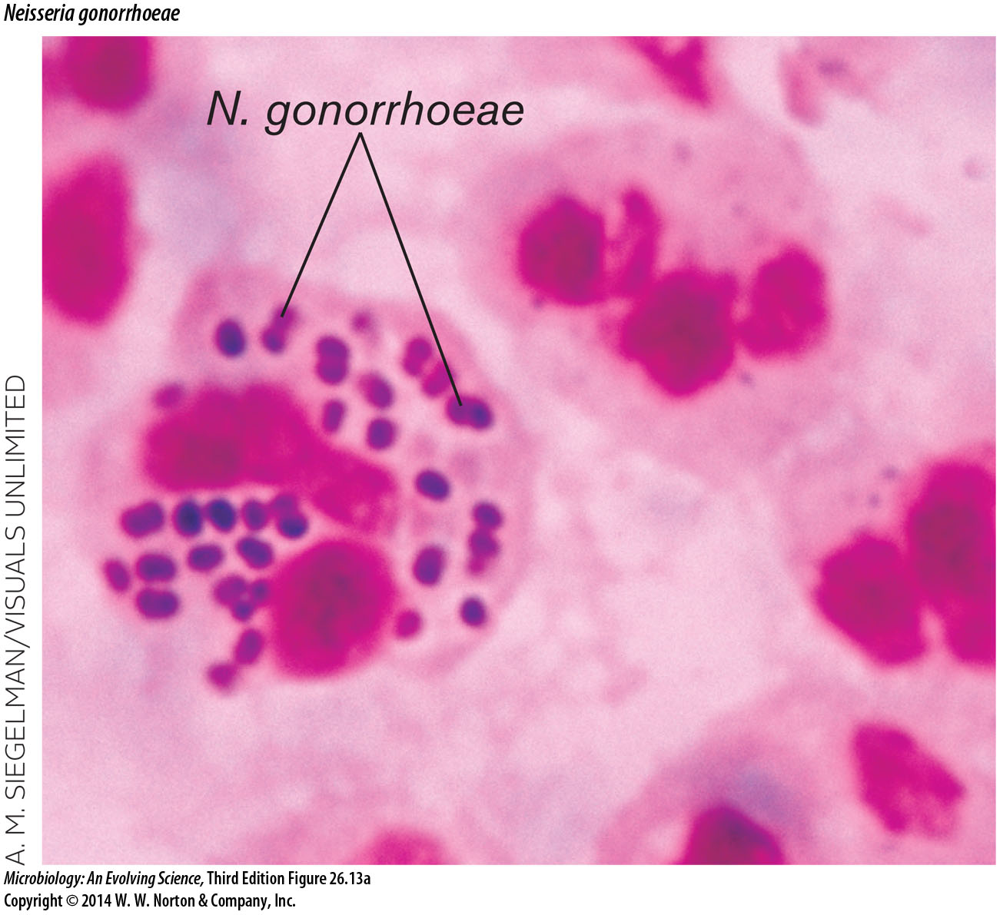 Neisseria gonorrhoeae
N. gonorrhoeae
A. M. SIEGELMAN/VISUALS UNLIMITED
Microbiology: An Evolving Science, Third Edition Figure 26.13a
Copyright © 2014 W. W. Norton & Company, Inc.